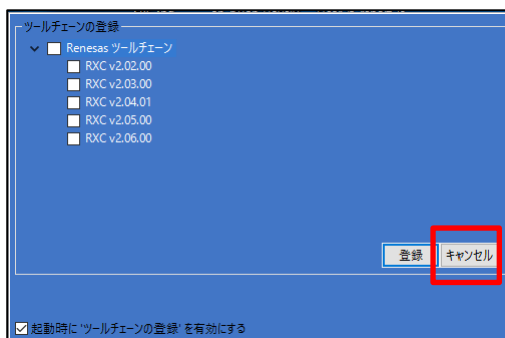 ツールチェーンの登録
Renesas ツールチェーン
RXC v2.02.00
RXC v2.03.00
RXC v2.04.01
RXC v2.05.00
RXC v2.06.00
登録 キャンセル
起動時に 'ツールチェーンの登録' を有効にする